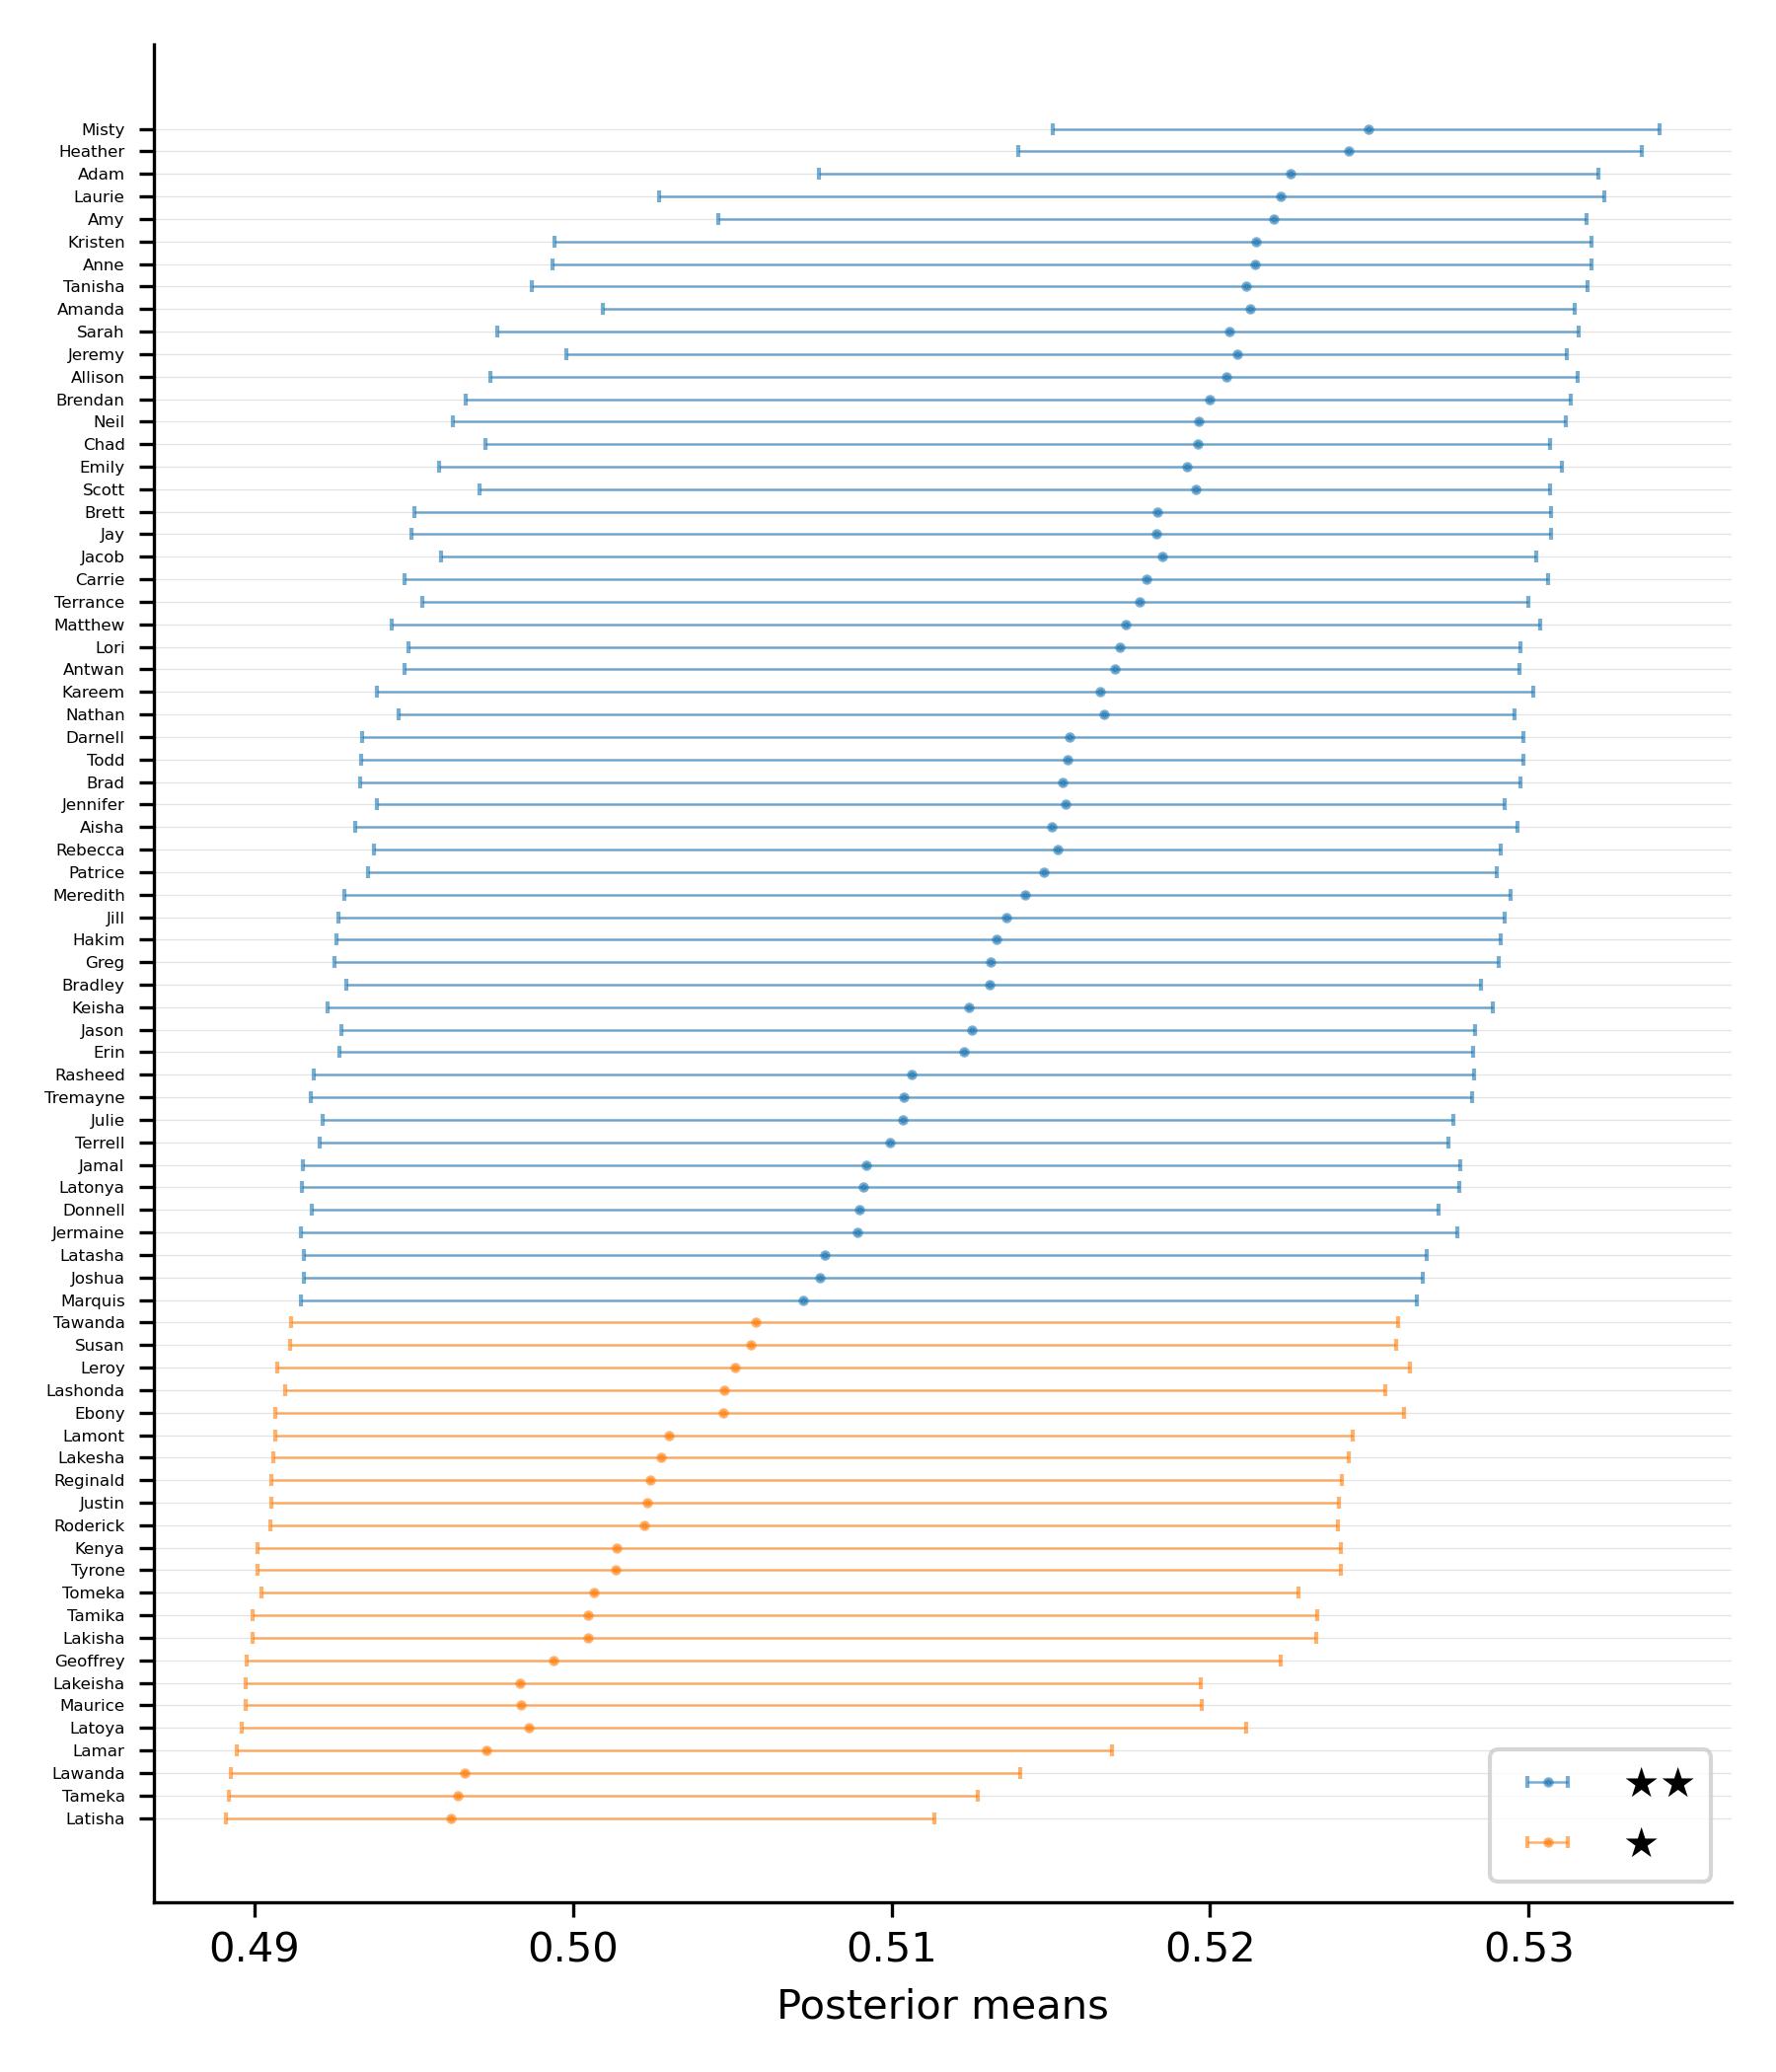 Misty
Heather
Adam
Laurie
Amy
Kristen
Anne
Tanisha
Amanda
Sarah
Jeremy
Allison
Brendan
Neil
Chad
Emily
Scott
Brett
Jay
Jacob
Carrie
Terrance
Matthew
Lori
Antwan
Kareem
Nathan
Darnell
Todd
Brad
Jennifer
Aisha
Rebecca
Patrice
Meredith
Jill
Hakim
Greg
Bradley
Keisha
Jason
Erin
Rasheed
Tremayne
Julie
Terrell
Jamal
Latonya
Donnell
Jermaine
Latasha
Joshua
Marquis
Tawanda
Susan
Leroy
Lashonda
Ebony
Lamont
Lakesha
Reginald
Justin
Roderick
Kenya
Tyrone
Tomeka
Tamika
Lakisha
Geoffrey
Lakeisha
Maurice
Latoya
Lamar
Lawanda
Tameka
Latisha
★★
★
0.49 0.50 0.51 0.52 0.53
Posterior means